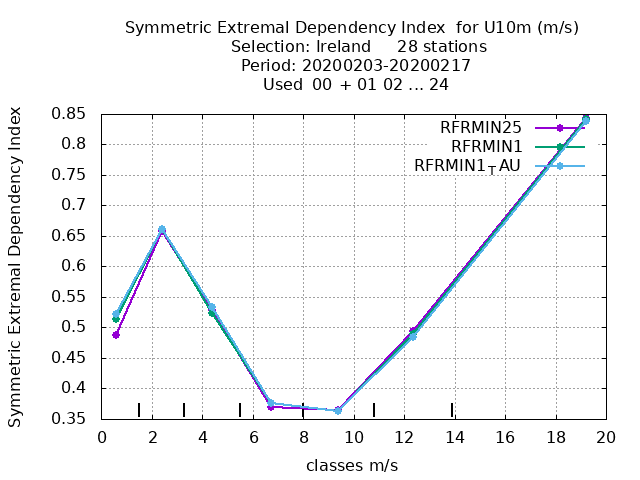 Symmetric Extremal Dependency Index for U10m (m/s)
Selection: Ireland 28 stations
Period: 20200203-20200217
Used 00 + 01 02 ... 24
Symmetric Extremal Dependency Index
0.85
0.8
0.75
0.7
0.65
0.6
0.55
0.5
0.45
0.4
0.35
RFRMIN25
RFRMIN1
RFRMIN1TAU
0 2 4 6 8 10 12 14 16 18 20
classes m/s